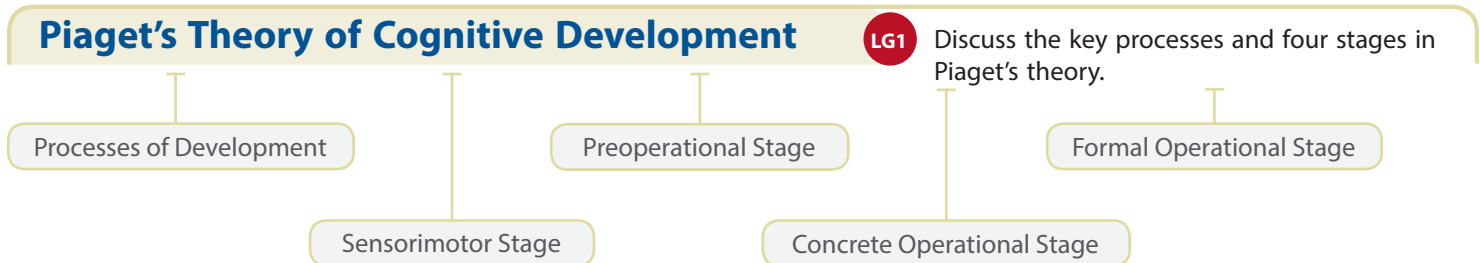 Piaget’s Theory of Cognitive Development
LG1
Discuss the key processes and four stages in
Piaget’s theory.
Processes of Development
Preoperational Stage
Formal Operational Stage
Sensorimotor Stage
Concrete Operational Stage